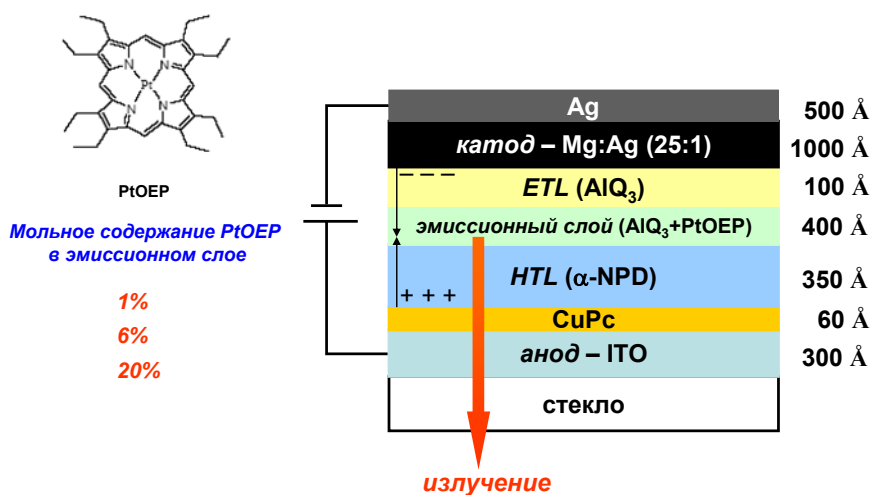 N
N
Pt
N
N
PtOEP
Мольное содержание PtOEP
в эмиссионном слое
1%
6%
20%
Ag
500 Å
катод – Mg:Ag (25:1)
1000 Å
– – –
ETL (AlQ₃)
100 Å
эмиссионный слой (AlQ₃+PtOEP)
400 Å
HTL (α-NPD)
350 Å
+ + +
CuPc
60 Å
анод – ITO
300 Å
стекло
излучение